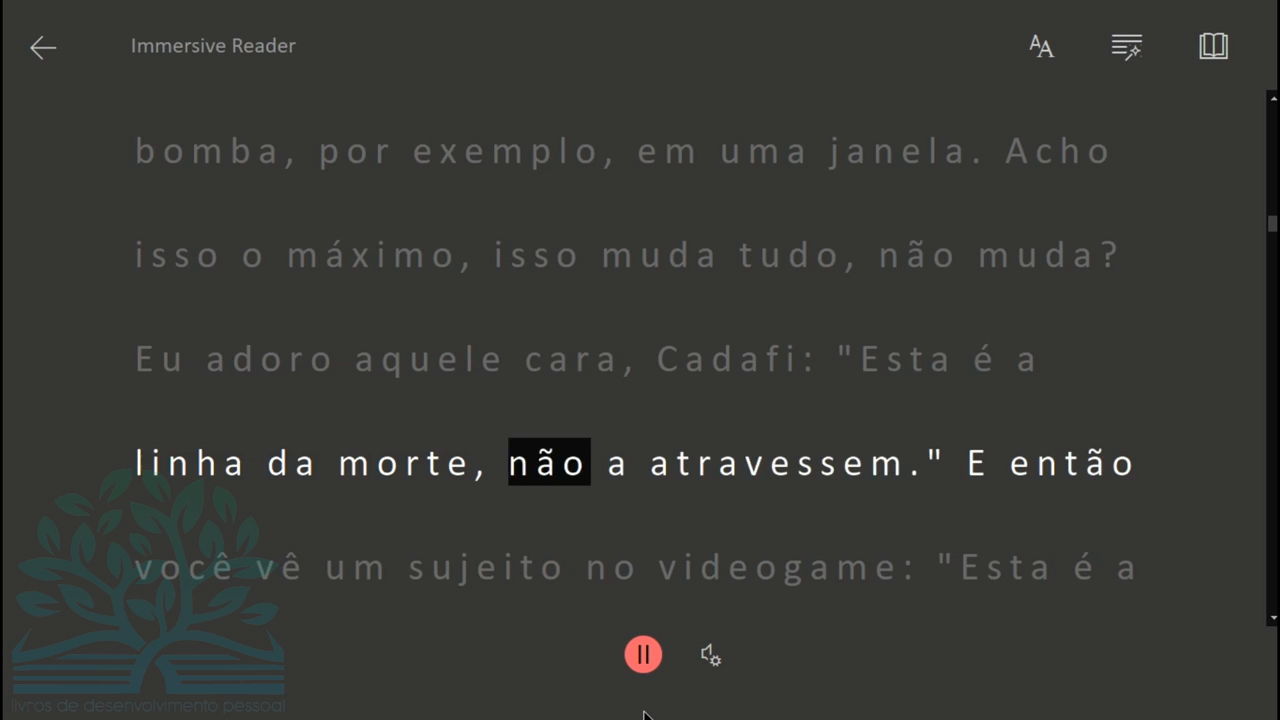 Immersive Reader
bomba, por exemplo, em uma janela. Acho
isso o máximo, isso muda tudo, não muda?
Eu adoro aquele cara, Cadafi: "Esta é a
linha da morte, não a atravessem." E então
você vê um sujeito no videogame: "Esta é a
livros de desenvolvimento pessoal